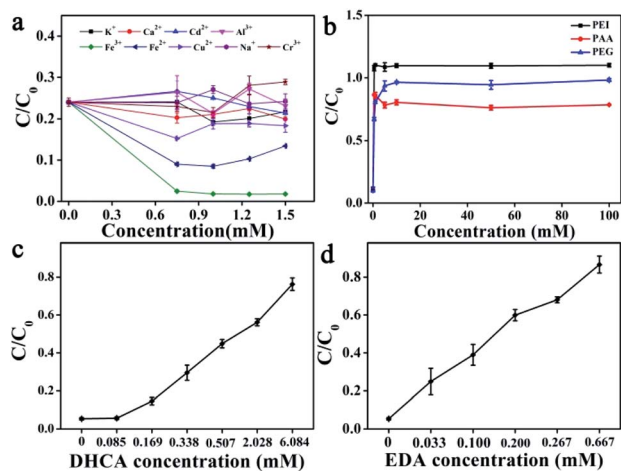 a
K⁺ Ca²⁺ Cd²⁺ Al³⁺
Fe³⁺ Fe²⁺ Cu²⁺ Na⁺ Cr³⁺
C/C₀
0.4
0.3
0.2
0.1
0.0
0.0 0.3 0.6 0.9 1.2 1.5
Concentration(mM)
b
PEI
PAA
PEG
C/C₀
1.5
1.0
0.5
0.0
0 20 40 60 80 100
Concentration (mM)
c
C/C₀
0.8
0.6
0.4
0.2
0.0
0 0.085 0.169 0.338 0.507 2.028 6.084
DHCA concentration (mM)
d
C/C₀
0.8
0.6
0.4
0.2
0.0
0 0.033 0.100 0.200 0.267 0.667
EDA concentration (mM)